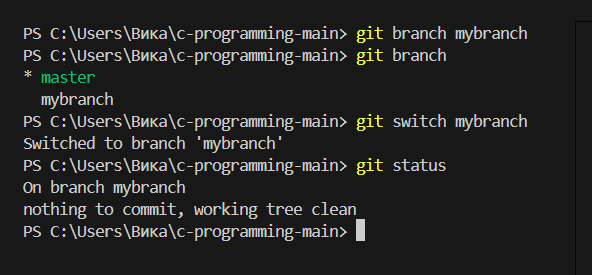 PS C:\Users\Вика\c-programming-main> git branch mybranch
PS C:\Users\Вика\c-programming-main> git branch
* master
  mybranch
PS C:\Users\Вика\c-programming-main> git switch mybranch
Switched to branch 'mybranch'
PS C:\Users\Вика\c-programming-main> git status
On branch mybranch
nothing to commit, working tree clean
PS C:\Users\Вика\c-programming-main>